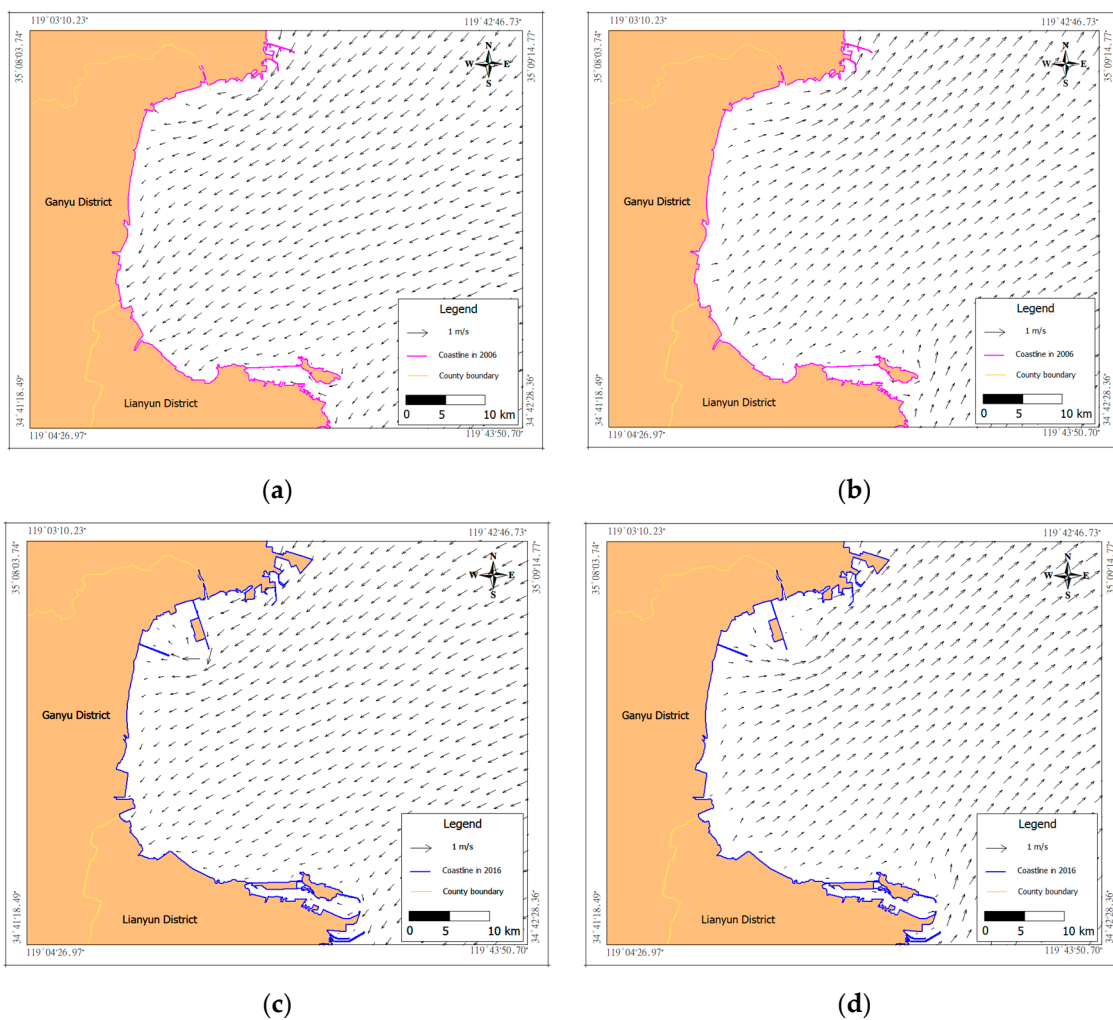 119°03′10.23″ 119°42′46.73″
35°08′03.74″ 35°09′14.77″
N
W E
S
Ganyu District
Legend
1 m/s
Coastline in 2006
County boundary
0 5 10 km
Lianyun District
34°41′18.49″ 34°42′28.36″
119°04′26.97″ 119°43′50.70″
(a)
119°03′10.23″ 119°42′46.73″
35°08′03.74″ 35°09′14.77″
N
W E
S
Ganyu District
Legend
1 m/s
Coastline in 2006
County boundary
0 5 10 km
Lianyun District
34°41′18.49″ 34°42′28.36″
119°04′26.97″ 119°43′50.70″
(b)
119°03′10.23″ 119°42′46.73″
35°08′03.74″ 35°09′14.77″
N
W E
S
Ganyu District
Legend
1 m/s
Coastline in 2016
County boundary
0 5 10 km
Lianyun District
34°41′18.49″ 34°42′28.36″
119°04′26.97″ 119°43′50.70″
(c)
119°03′10.23″ 119°42′46.73″
35°08′03.74″ 35°09′14.77″
N
W E
S
Ganyu District
Legend
1 m/s
Coastline in 2016
County boundary
0 5 10 km
Lianyun District
34°41′18.49″ 34°42′28.36″
119°04′26.97″ 119°43′50.70″
(d)